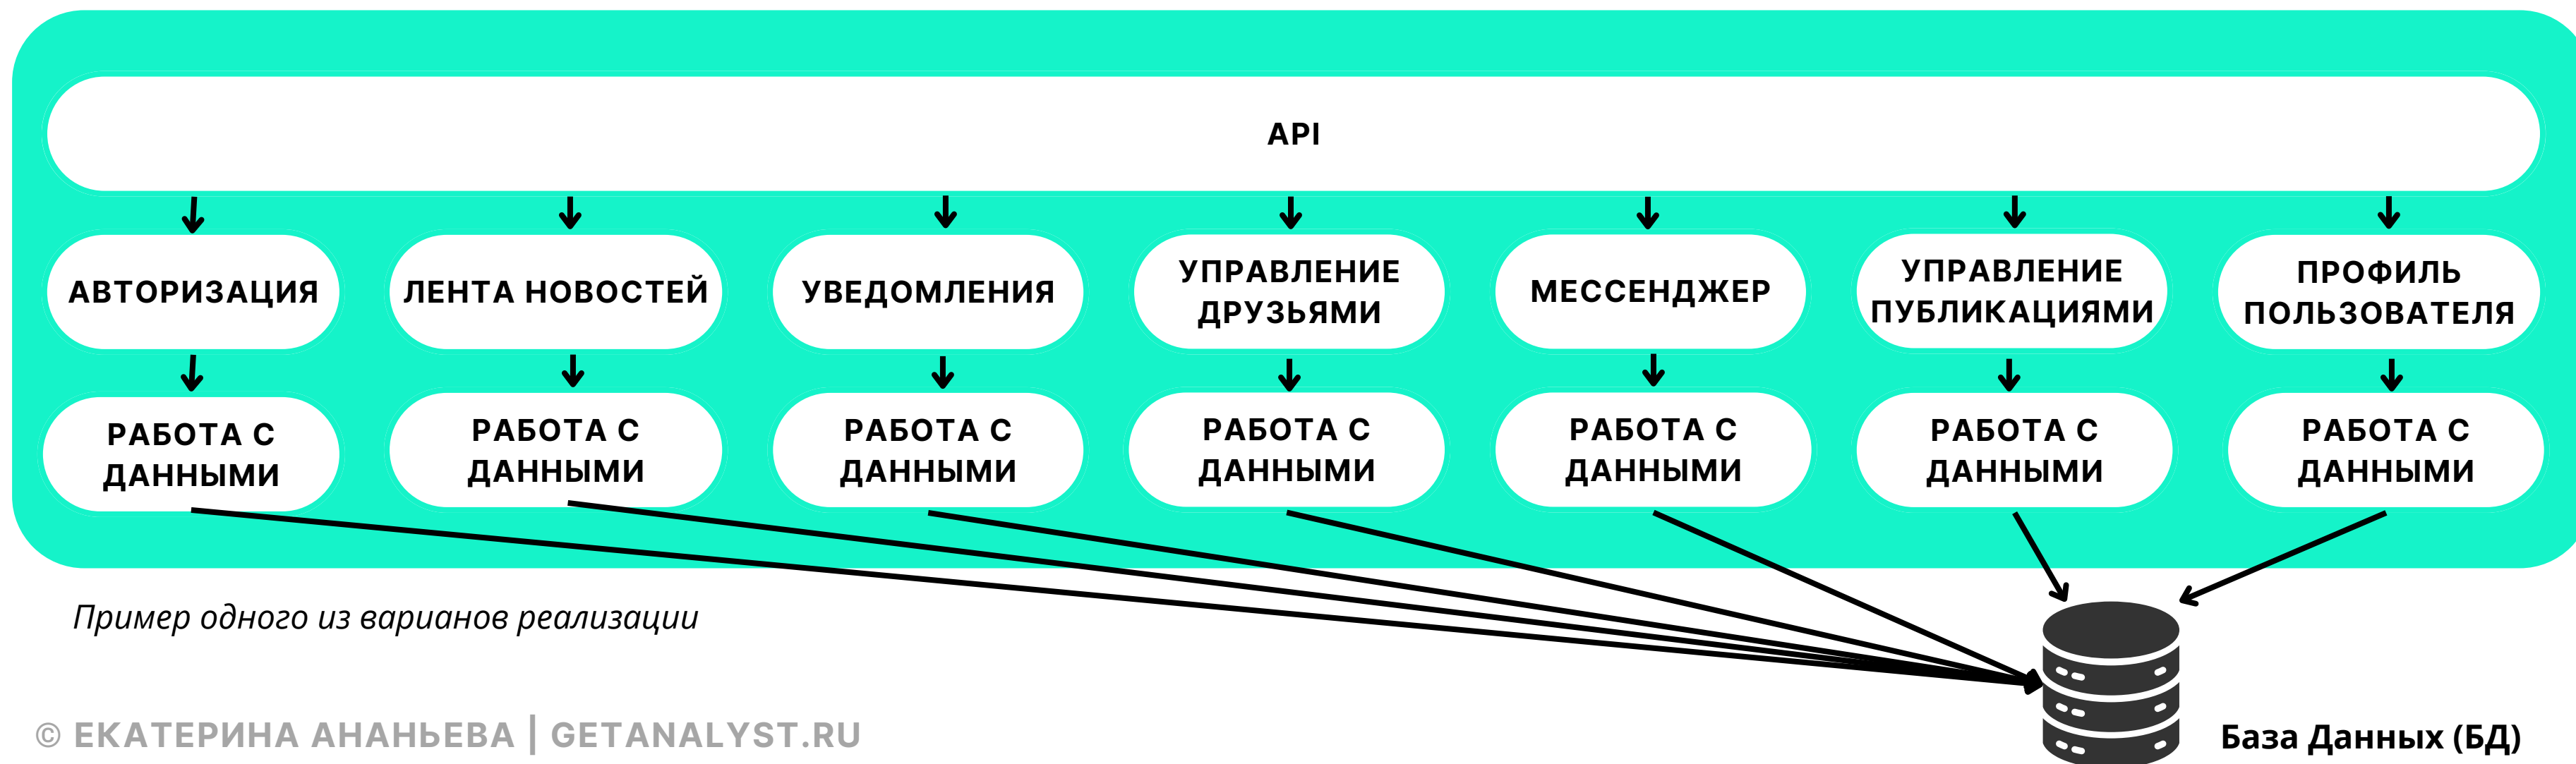 API
АВТОРИЗАЦИЯ
ЛЕНТА НОВОСТЕЙ
УВЕДОМЛЕНИЯ
УПРАВЛЕНИЕ
ДРУЗЬЯМИ
МЕССЕНДЖЕР
УПРАВЛЕНИЕ
ПУБЛИКАЦИЯМИ
ПРОФИЛЬ
ПОЛЬЗОВАТЕЛЯ
РАБОТА С
ДАННЫМИ
РАБОТА С
ДАННЫМИ
РАБОТА С
ДАННЫМИ
РАБОТА С
ДАННЫМИ
РАБОТА С
ДАННЫМИ
РАБОТА С
ДАННЫМИ
РАБОТА С
ДАННЫМИ
Пример одного из варианов реализации
© ЕКАТЕРИНА АНАНЬЕВА | GETANALYST.RU
База Данных (БД)